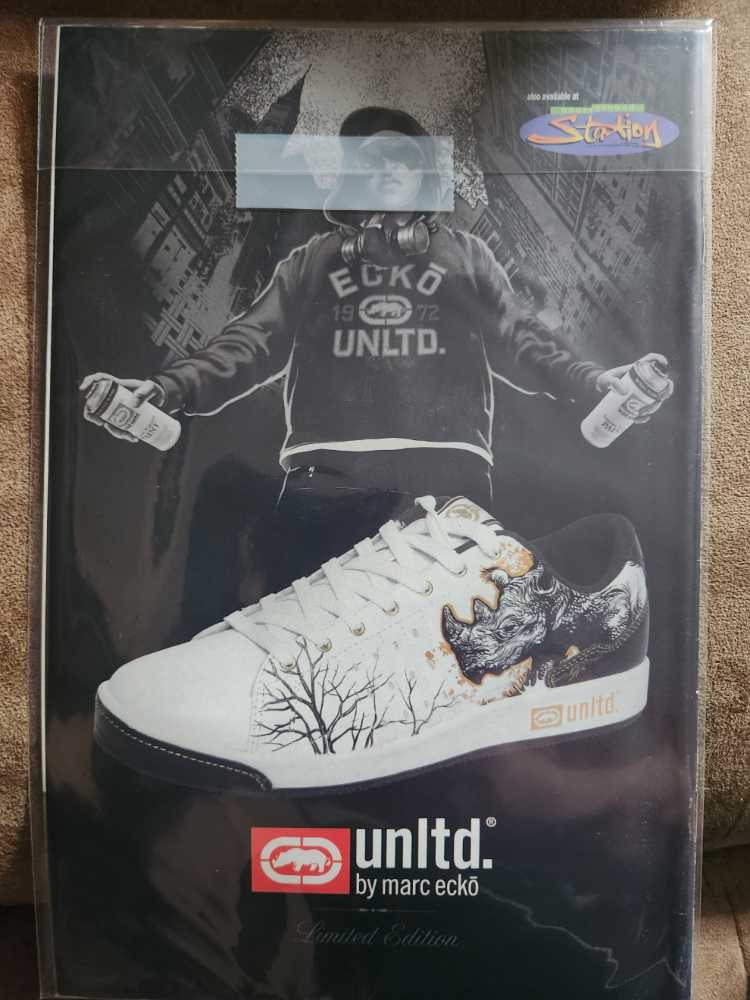 also available at
Station
ECKŌ
19 72
UNLTD.
unltd.
unltd.®
by marc eckō
Limited Edition